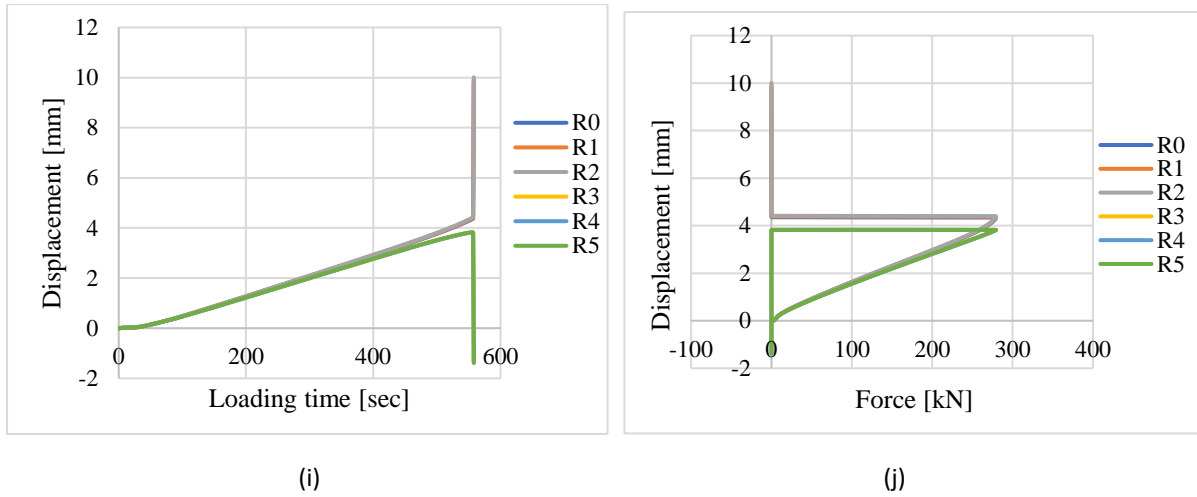 12
10
8
6
4
2
0
-2
0
200
400
600
Displacement [mm]
Loading time [sec]
R0
R1
R2
R3
R4
R5
(i)
12
10
8
6
4
2
0
-2
-100
0
100
200
300
400
Displacement [mm]
Force [kN]
R0
R1
R2
R3
R4
R5
(j)